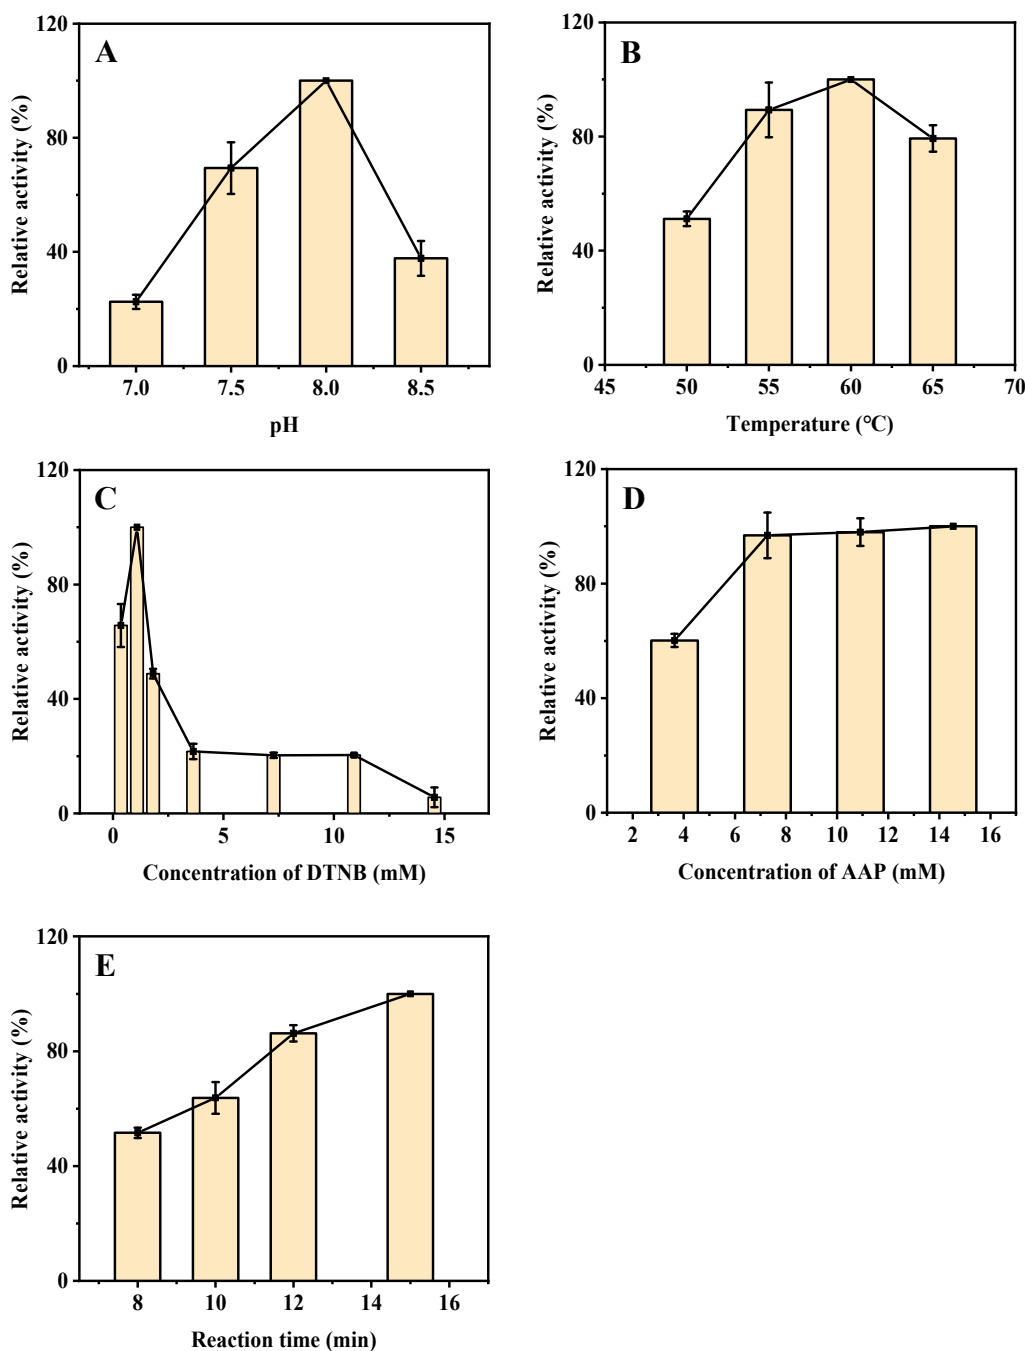 A
Relative activity (%)
120
80
40
0
7.0 7.5 8.0 8.5
pH
B
Relative activity (%)
120
80
40
0
45 50 55 60 65 70
Temperature (℃)
C
Relative activity (%)
120
80
40
0
0 5 10 15
Concentration of DTNB (mM)
D
Relative activity (%)
120
80
40
0
2 4 6 8 10 12 14 16
Concentration of AAP (mM)
E
Relative activity (%)
120
80
40
0
8 10 12 14 16
Reaction time (min)